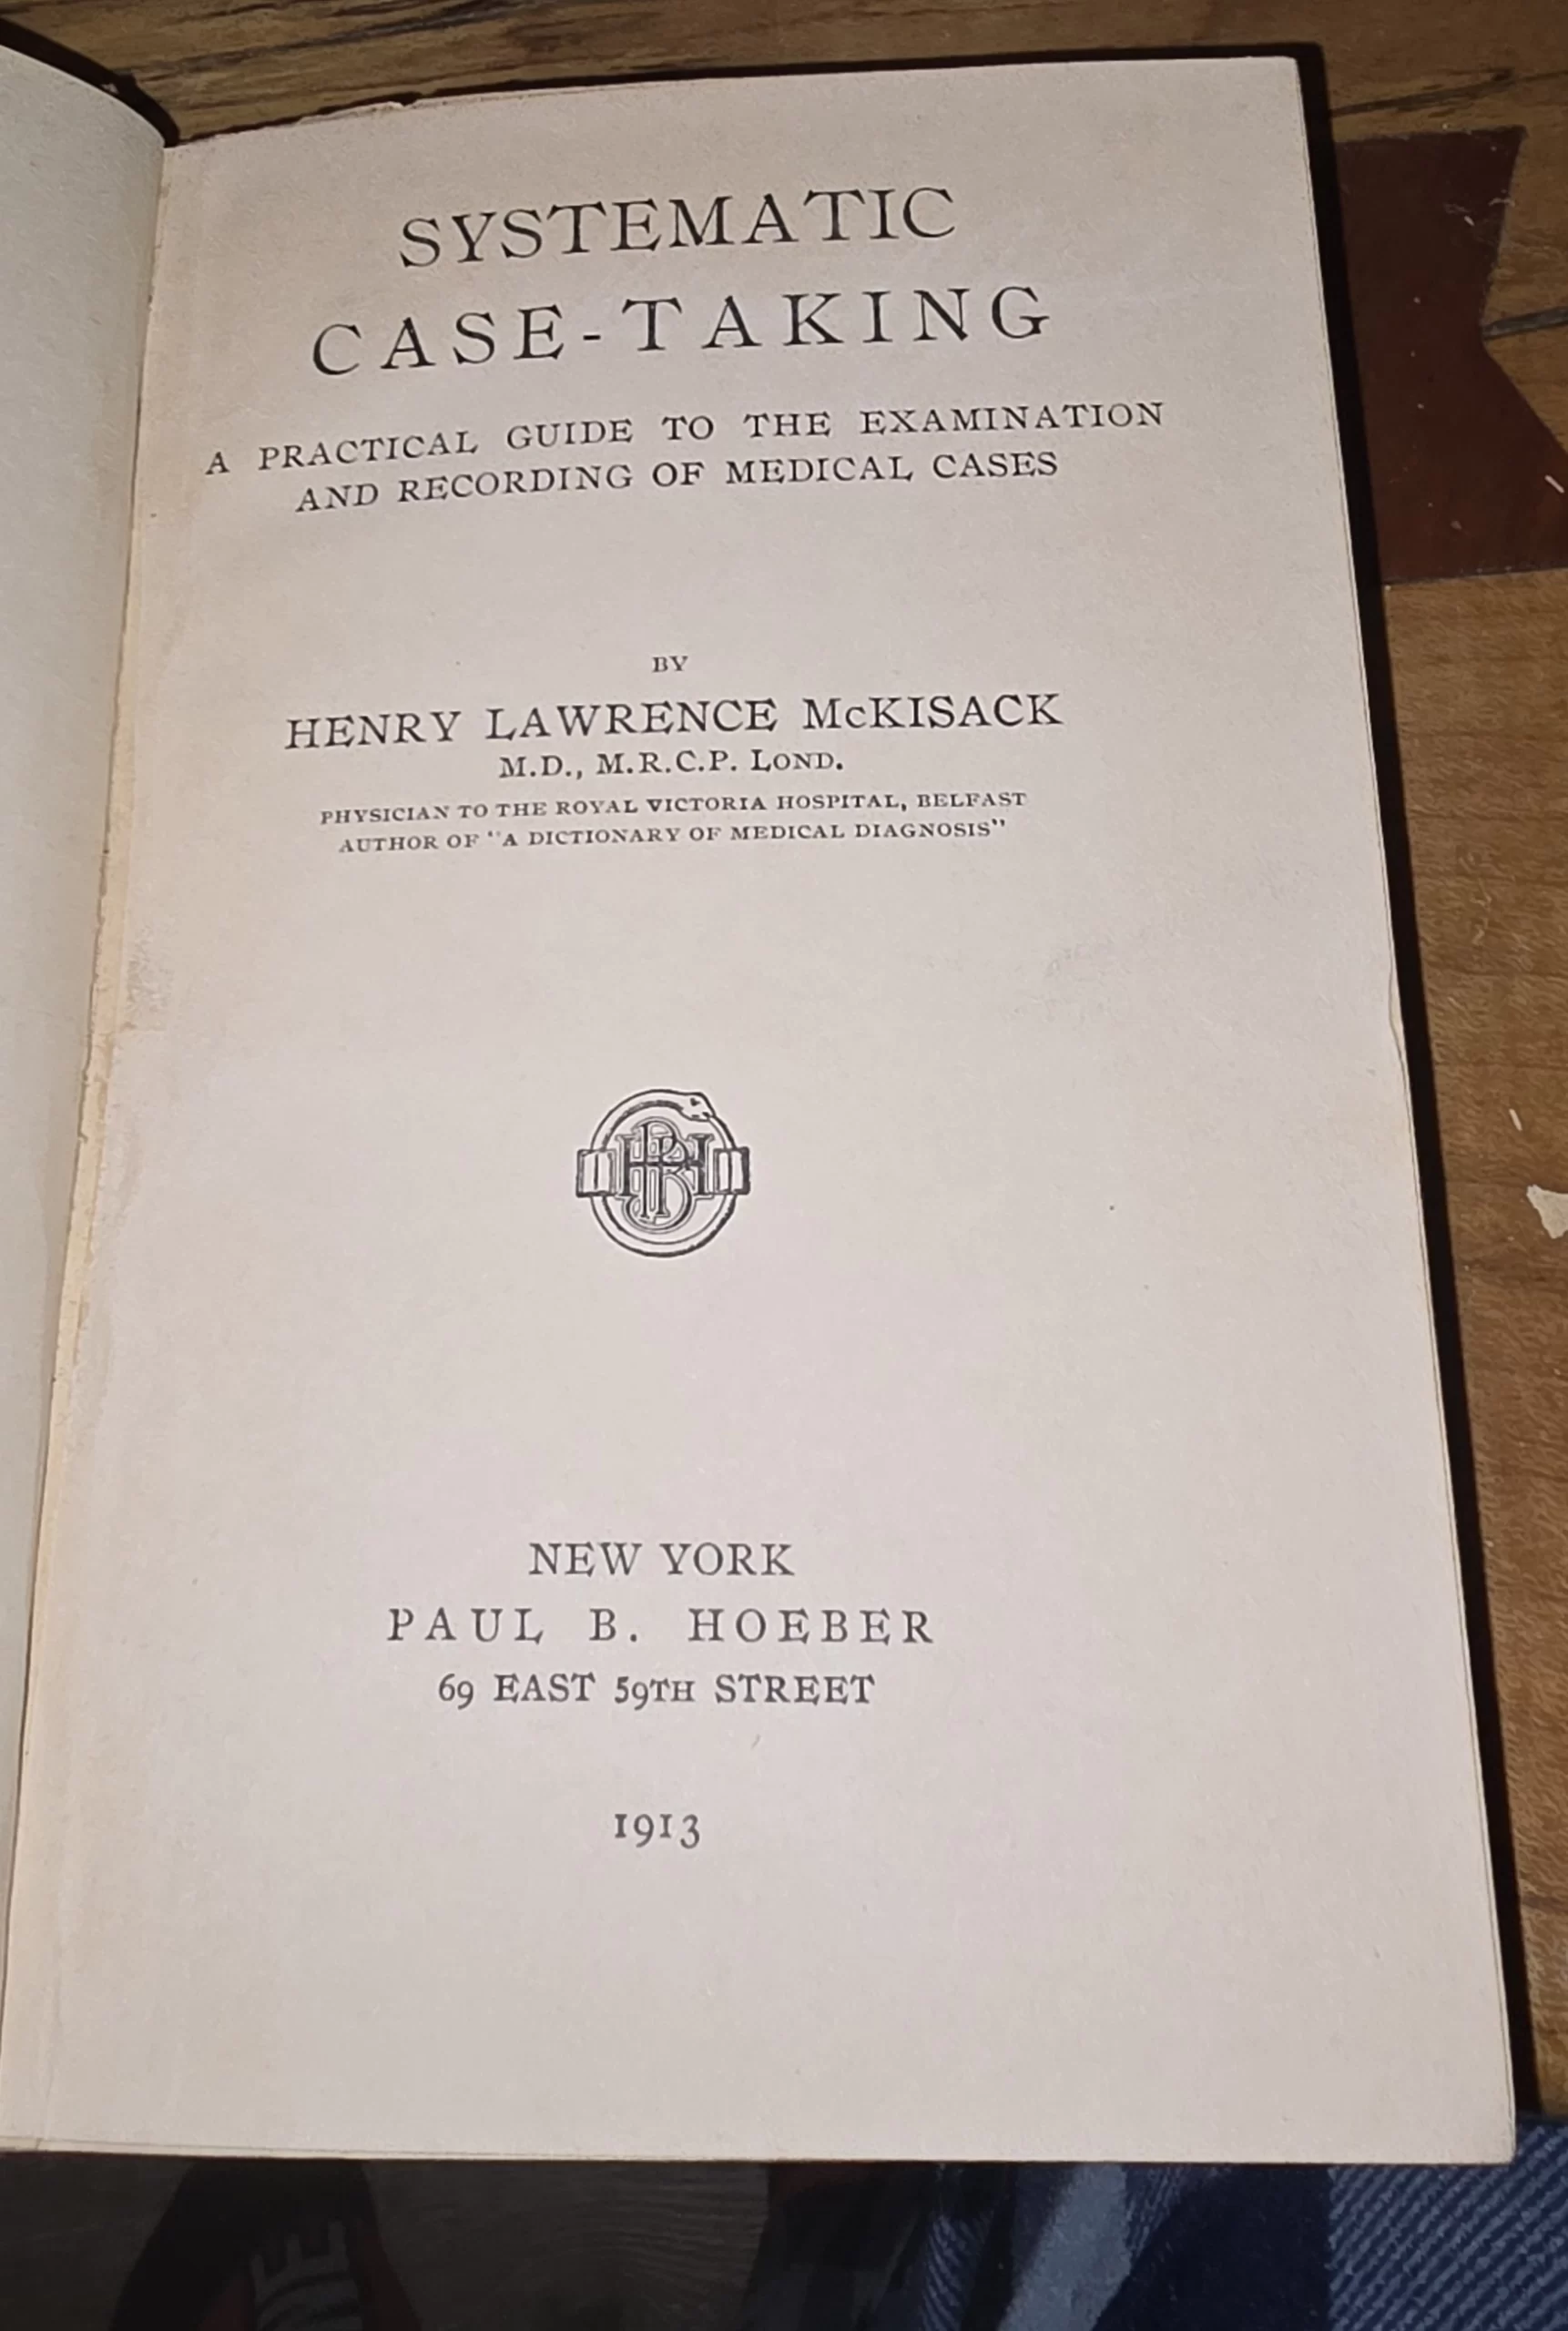 SYSTEMATIC
CASE-TAKING
A PRACTICAL GUIDE TO THE EXAMINATION
AND RECORDING OF MEDICAL CASES
BY
HENRY LAWRENCE McKISACK
M.D., M.R.C.P. LOND.
PHYSICIAN TO THE ROYAL VICTORIA HOSPITAL, BELFAST
AUTHOR OF "A DICTIONARY OF MEDICAL DIAGNOSIS"
PBH
NEW YORK
PAUL B. HOEBER
69 EAST 59TH STREET
1913